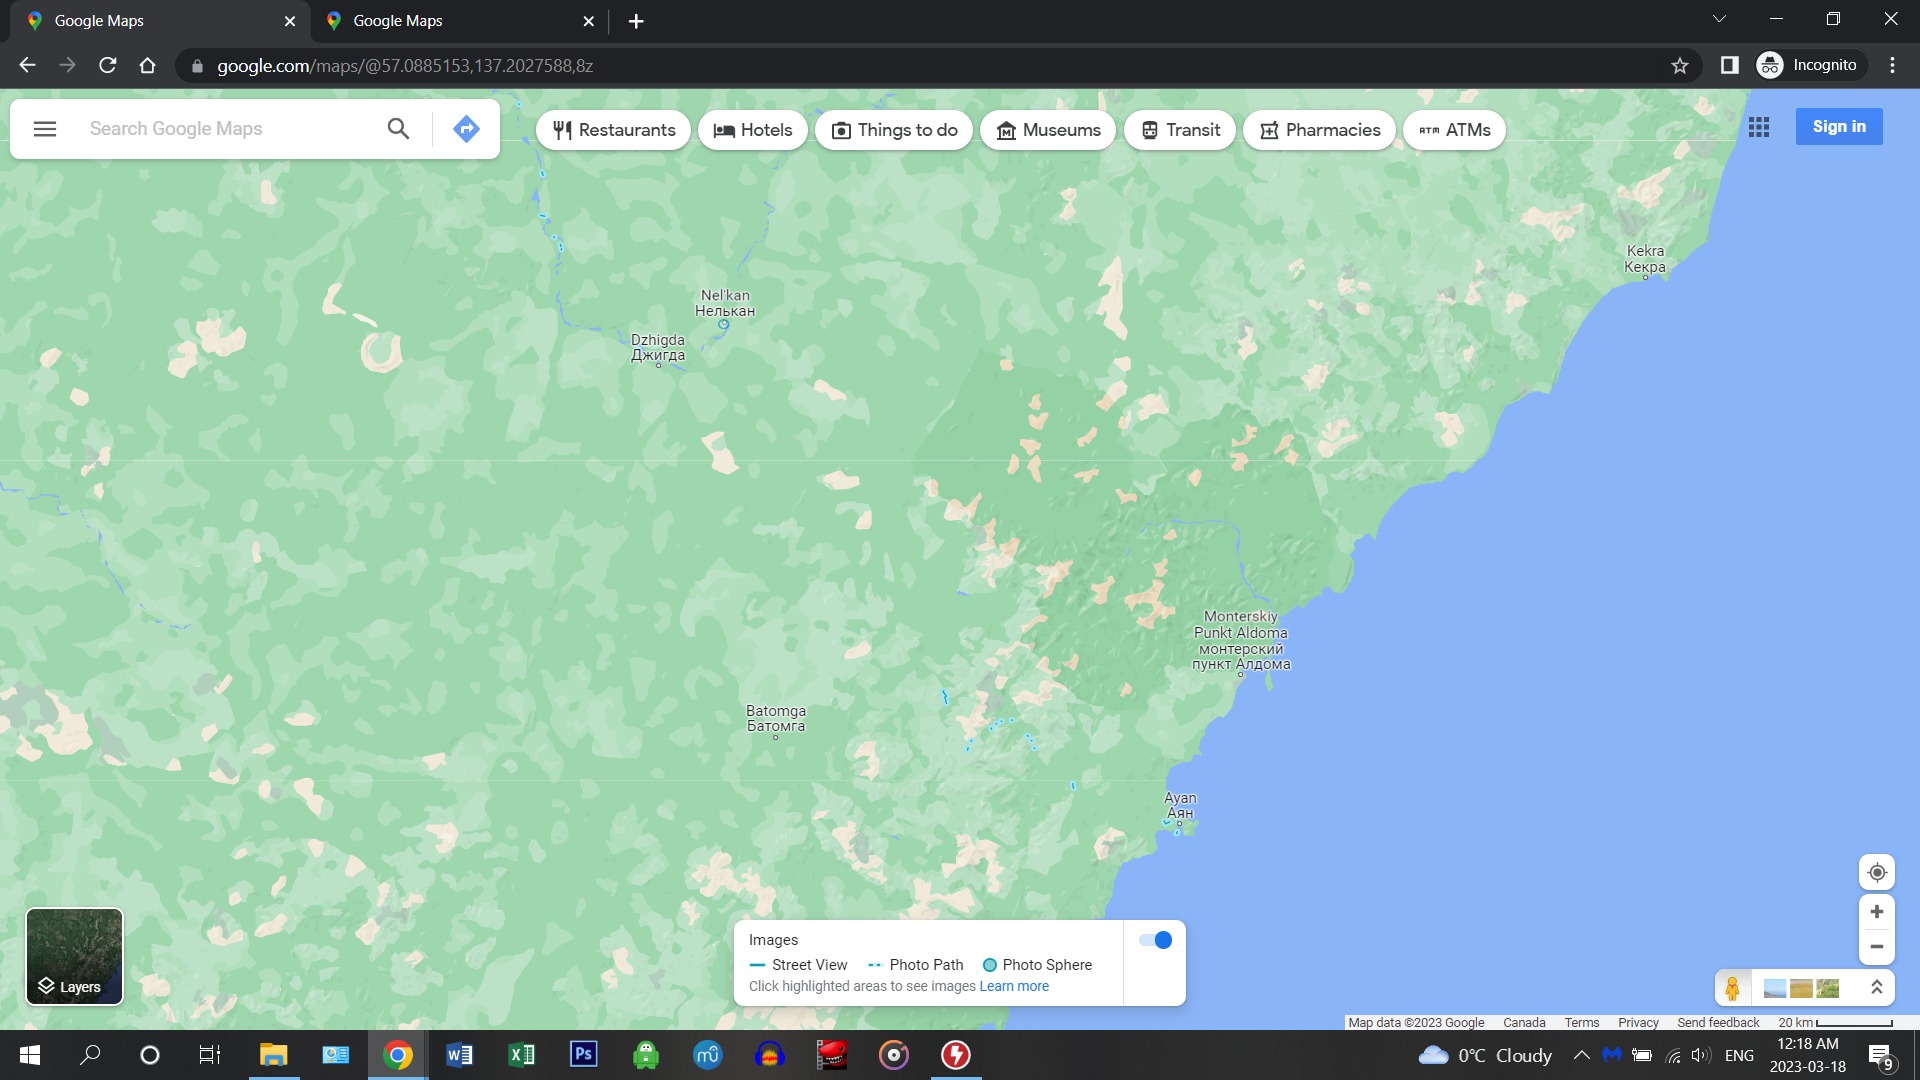 Google Maps
Google Maps
google.com/maps/@57.0885153,137.2027588,8z
Incognito
Search Google Maps
Restaurants
Hotels
Things to do
Museums
Transit
Pharmacies
ATM ATMs
Sign in
Kekra
Кекра
Nel'kan
Нелькан
Dzhigda
Джигда
Monterskiy
Punkt Aldoma
монтерский
пункт Алдома
Batomga
Батомга
Ayan
Аян
Layers
Images
Street View
Photo Path
Photo Sphere
Click highlighted areas to see images Learn more
Map data ©2023 Google
Canada
Terms
Privacy
Send feedback
20 km
0°C Cloudy
ENG
12:18 AM
2023-03-18
9
W
X
Ps